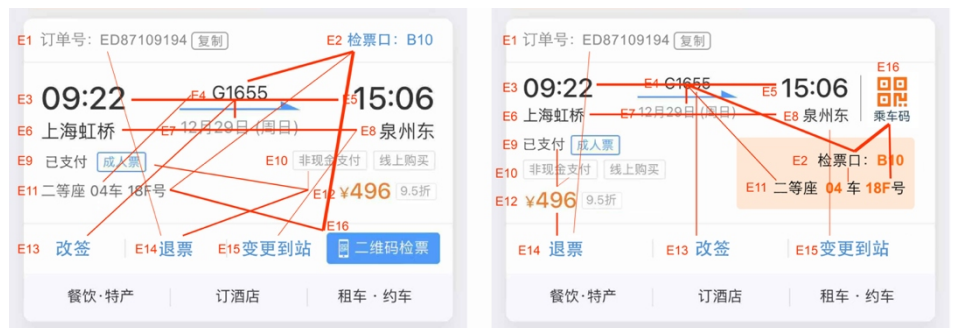 E1 订单号：ED87109194 复制 E2 检票口：B10
E3 09:22 E4 G1655 E5 15:06
E6 上海虹桥 E7 12月29日（周日） E8 泉州东
E9 已支付 成人票 E10 非现金支付 线上购买
E11 二等座 04车 18F号 E12 ¥496 9.5折
E16
E13 改签 E14 退票 E15 变更到站 二维码检票
餐饮·特产 订酒店 租车·约车
E1 订单号：ED87109194 复制
E16
E3 09:22 E4 G1655 E5 15:06
乘车码
E6 上海虹桥 E7 12月29日（周日） E8 泉州东
E9 已支付 成人票
E10 非现金支付 线上购买
E2 检票口：B10
E11 二等座 04车 18F号
E12 ¥496 9.5折
E14 退票 E13 改签 E15 变更到站
餐饮·特产 订酒店 租车·约车